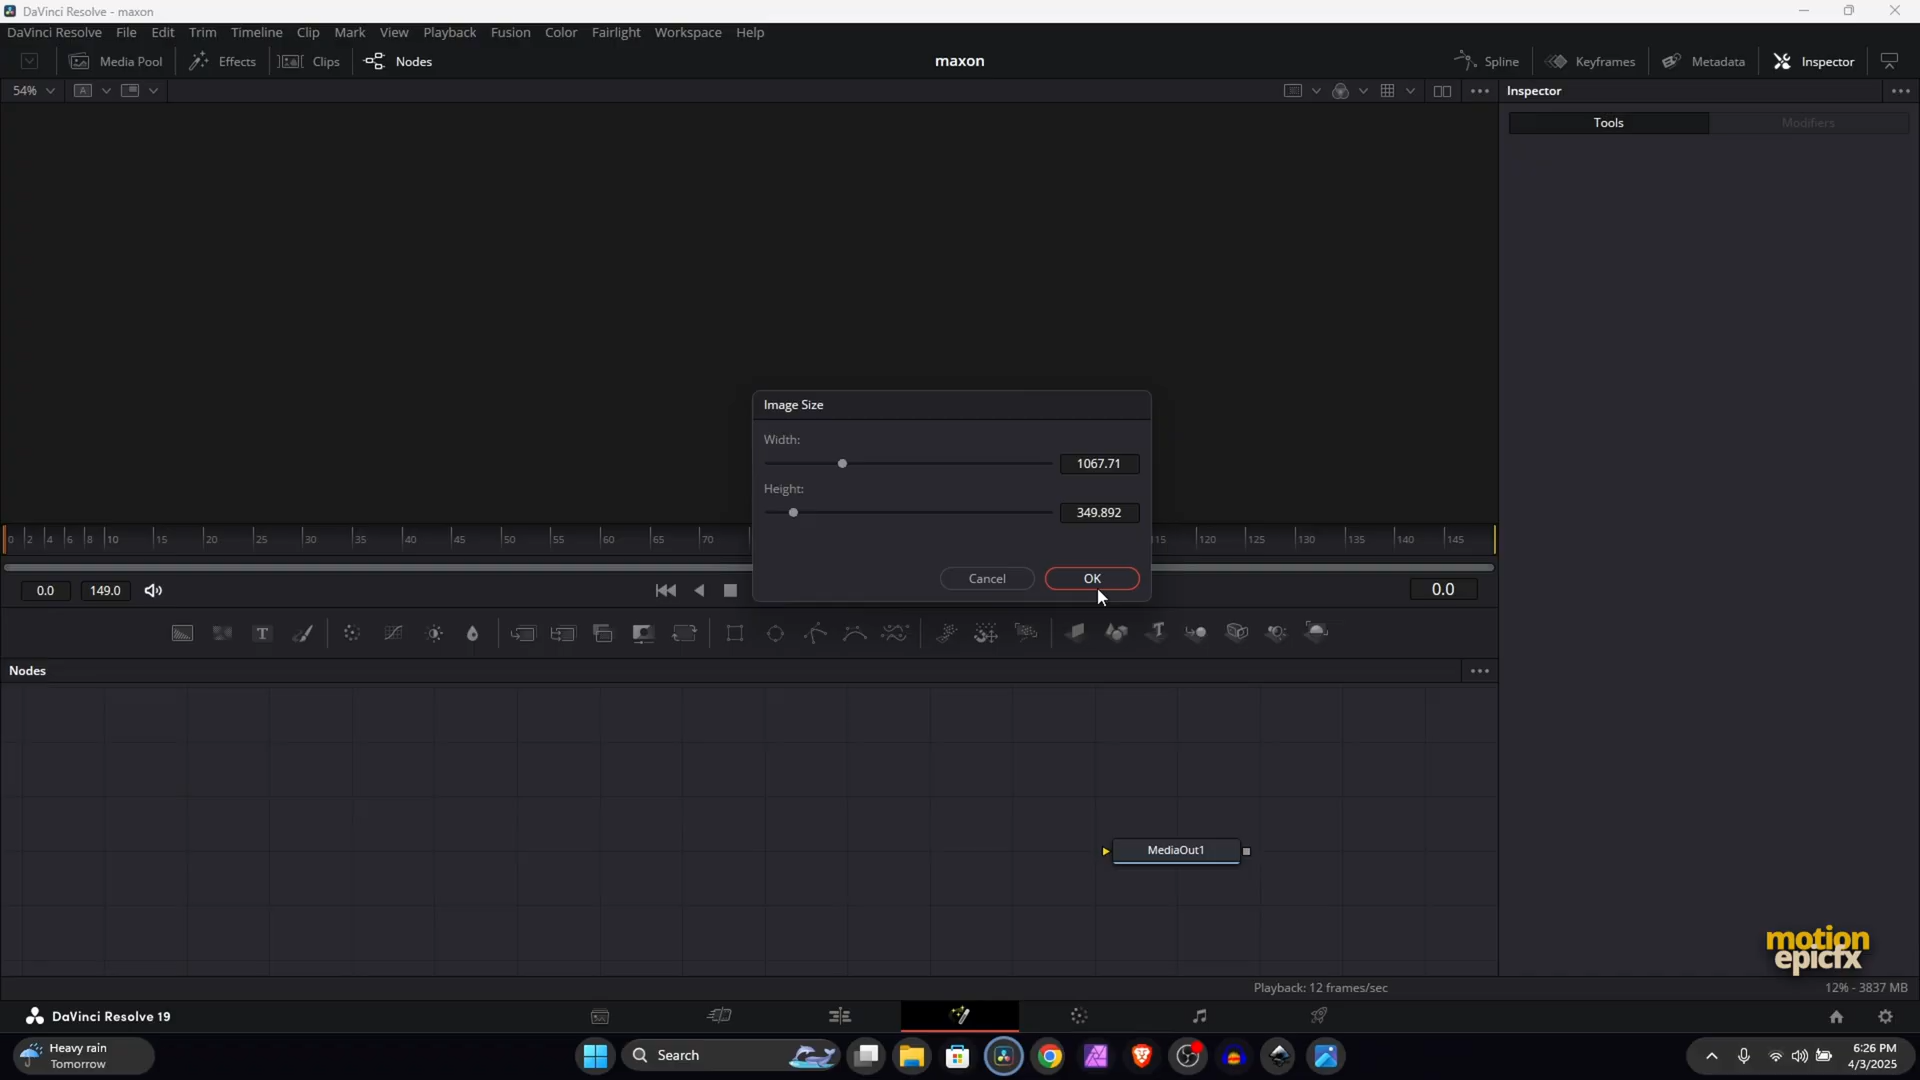 DaVinci Resolve - maxon
DaVinci Resolve File Edit Trim Timeline Clip Mark View Playback Fusion Color Fairlight Workspace Help
Media Pool Effects Clips Nodes maxon Spline Keyframes Metadata Inspector
54% A Inspector
Tools Modifiers
Image Size
Width:
1067.71
Height:
349.892
Cancel OK
0 2 4 6 8 10 15 20 25 30 35 40 45 50 55 60 65 70 115 120 125 130 135 140 145
0.0 149.0 0.0
T T
Nodes
MediaOut1
motion
epicfx
Playback: 12 frames/sec 12% - 3837 MB
DaVinci Resolve 19
Heavy rain
Tomorrow
Search
6:26 PM
4/3/2025